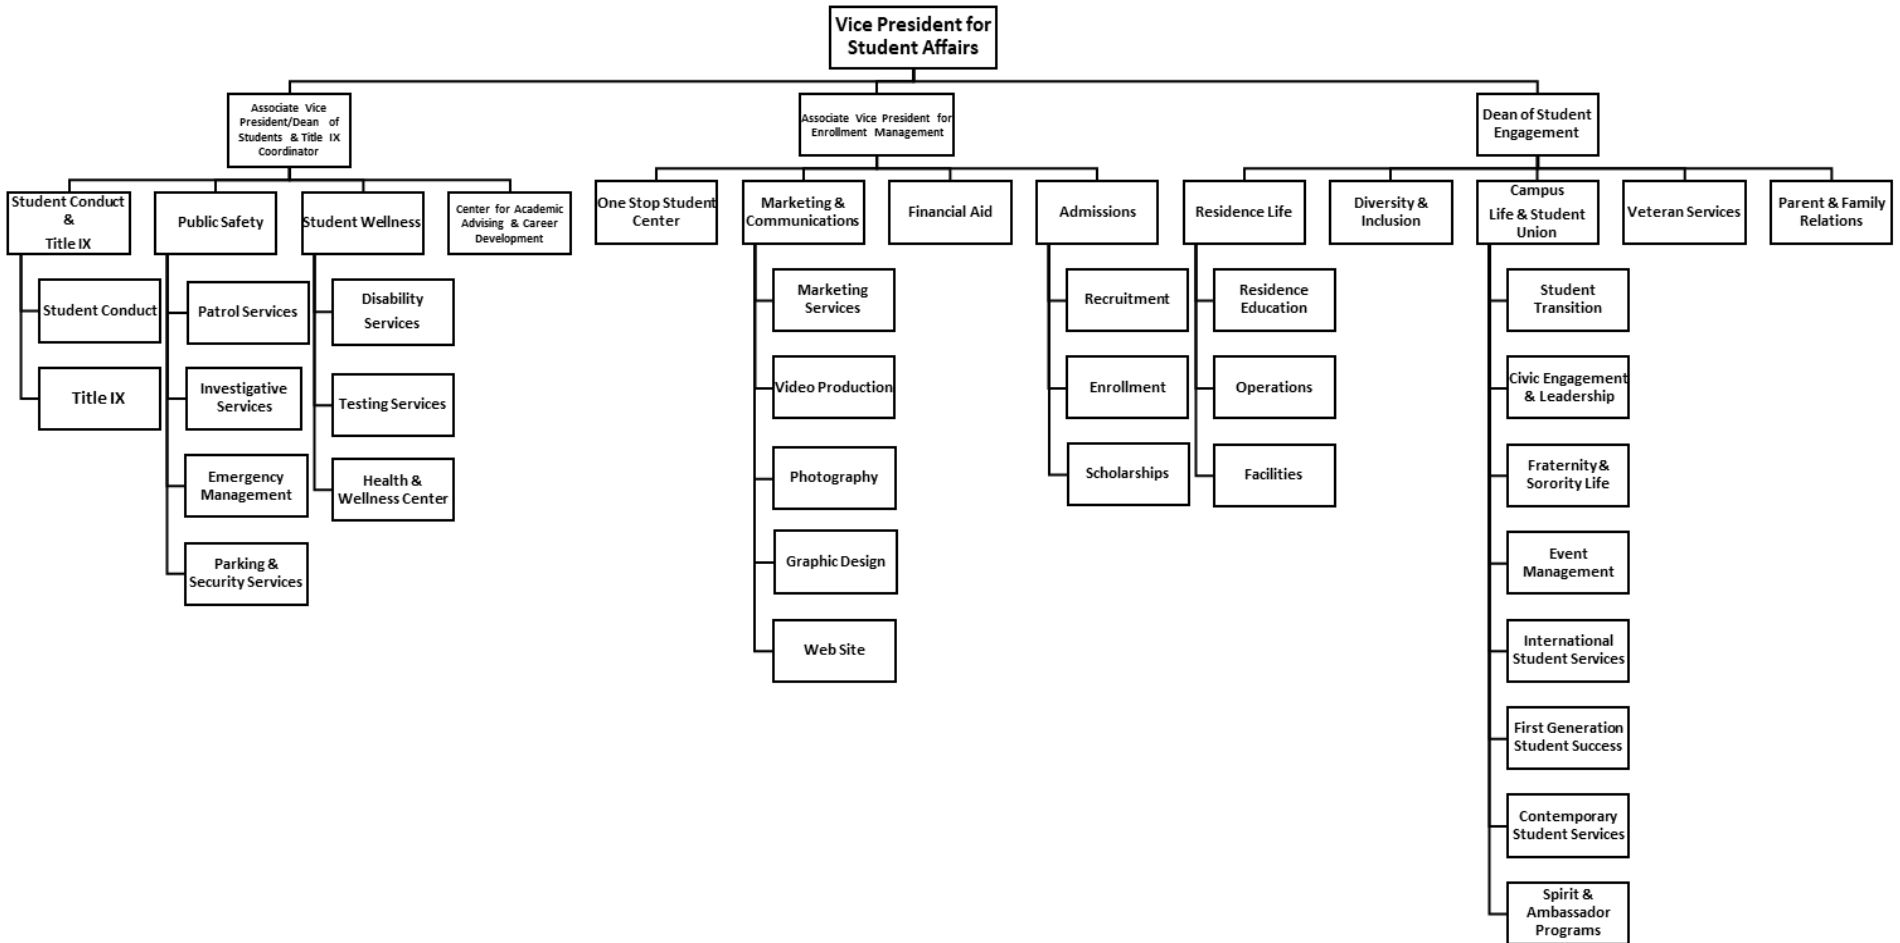 Vice President for
Student Affairs
Associate Vice
President/Dean of
Students & Title IX
Coordinator
Associate Vice President for
Enrollment Management
Dean of Student
Engagement
Student Conduct
&
Title IX
Public Safety
Student Wellness
Center for Academic
Advising & Career
Development
One Stop Student
Center
Marketing &
Communications
Financial Aid
Admissions
Residence Life
Diversity &
Inclusion
Campus
Life & Student
Union
Veteran Services
Parent & Family
Relations
Student Conduct
Title IX
Patrol Services
Investigative
Services
Emergency
Management
Parking &
Security Services
Disability
Services
Testing Services
Health &
Wellness Center
Marketing
Services
Video Production
Photography
Graphic Design
Web Site
Recruitment
Enrollment
Scholarships
Residence
Education
Operations
Facilities
Student
Transition
Civic Engagement
& Leadership
Fraternity &
Sorority Life
Event
Management
International
Student Services
First Generation
Student Success
Contemporary
Student Services
Spirit &
Ambassador
Programs